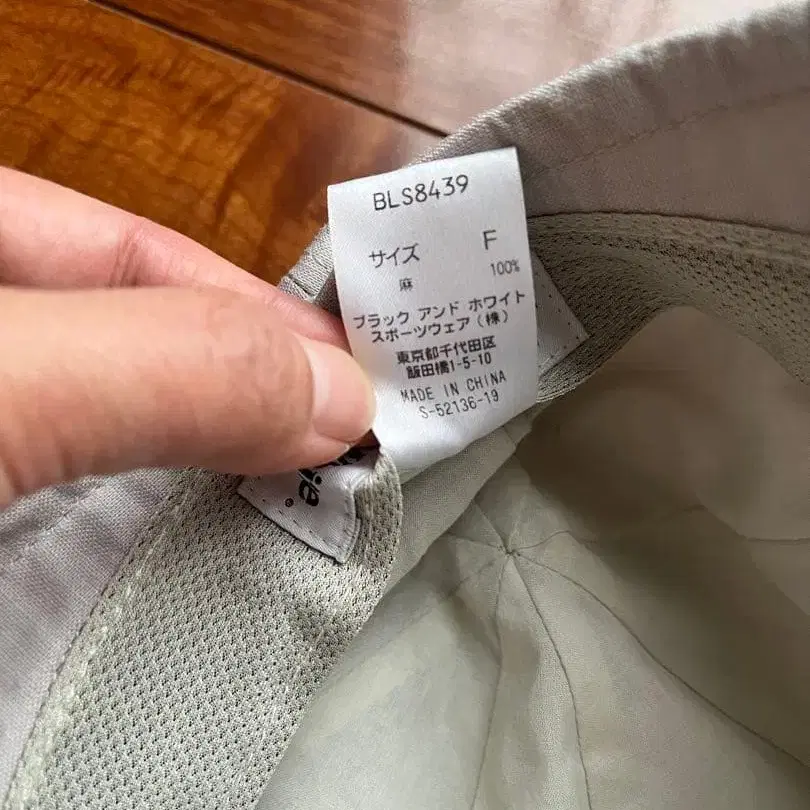 BLS8439
サイズ F
麻 100%
ブラック アンド ホワイト
スポーツウェア(株)
東京都千代田区
飯田橋1-5-10
MADE IN CHINA
S-52136-19
®